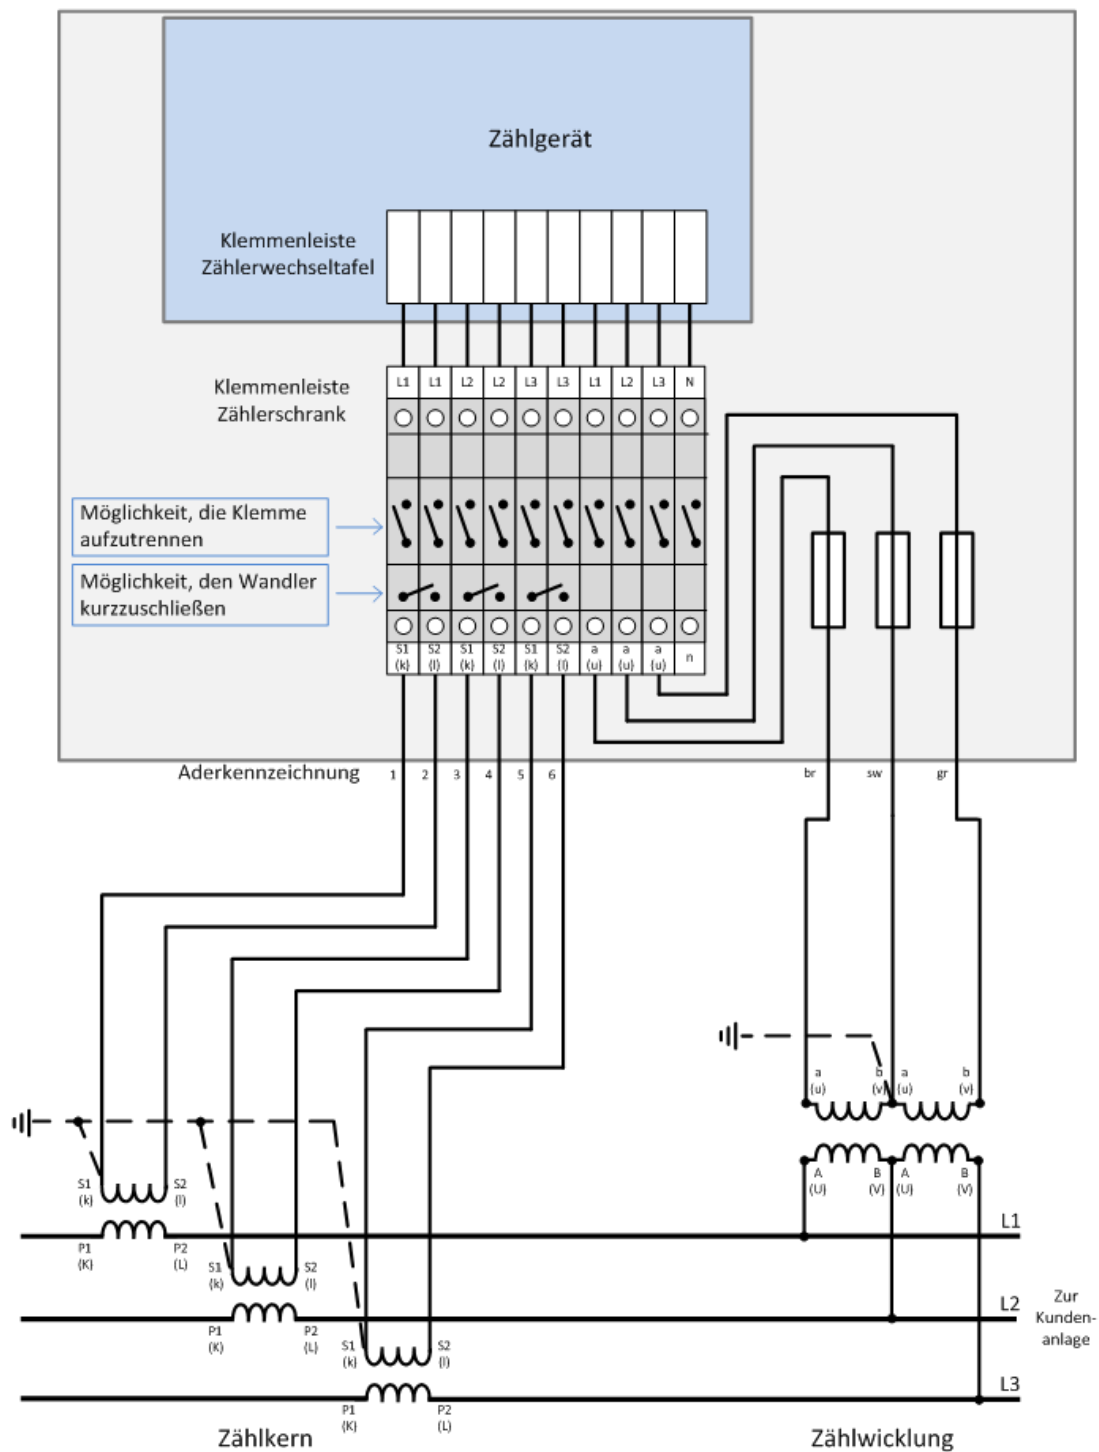 Zählgerät
Klemmenleiste
Zählerwechseltafel
Klemmenleiste
Zählerschrank
L1 L1 L2 L2 L3 L3 L1 L2 L3 N
Möglichkeit, die Klemme
aufzutrennen
Möglichkeit, den Wandler
kurzzuschließen
S1 S2 S1 S2 S1 S2 a a a n
(k) (l) (k) (l) (k) (l) (u) (u) (u)
Aderkennzeichnung 1 2 3 4 5 6 br sw gr
a b a b
(u) (v) (u) (v)
A B A B
(U) (V) (U) (V)
S1 S2
(k) (l)
P1 P2
(K) (L)
L1
S1 S2
(k) (l)
P1 P2
(K) (L)
L2
Zur
Kunden-
anlage
S1 S2
(k) (l)
P1 P2
(K) (L)
L3
Zählkern
Zählwicklung